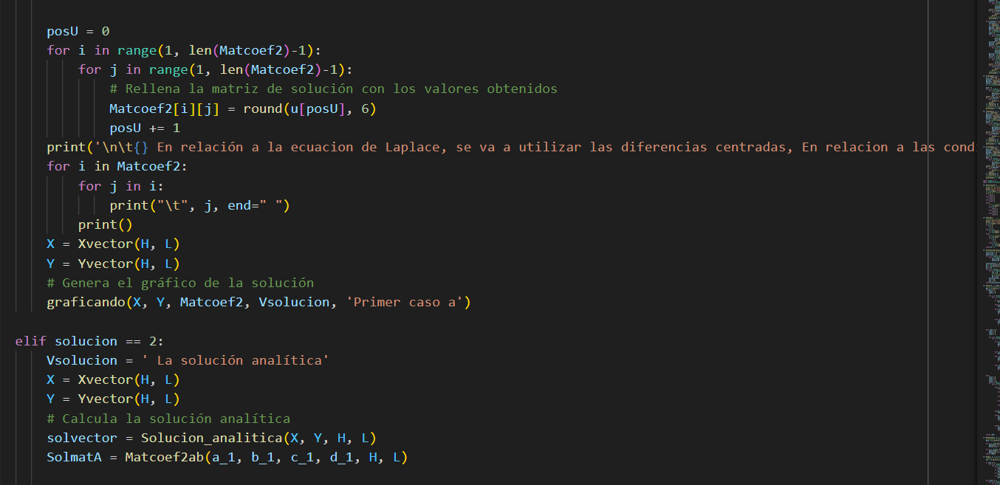 posU = 0
for i in range(1, len(Matcoef2)-1):
for j in range(1, len(Matcoef2)-1):
# Rellena la matriz de solución con los valores obtenidos
Matcoef2[i][j] = round(u[posU], 6)
posU += 1
print('\n\t{} En relación a la ecuacion de Laplace, se va a utilizar las diferencias centradas, En relacion a las cond
for i in Matcoef2:
for j in i:
print("\t", j, end=" ")
print()
X = Xvector(H, L)
Y = Yvector(H, L)
# Genera el gráfico de la solución
graficando(X, Y, Matcoef2, Vsolucion, 'Primer caso a')
elif solucion == 2:
Vsolucion = ' La solución analítica'
X = Xvector(H, L)
Y = Yvector(H, L)
# Calcula la solución analítica
solvector = Solucion_analitica(X, Y, H, L)
SolmatA = Matcoef2ab(a_1, b_1, c_1, d_1, H, L)